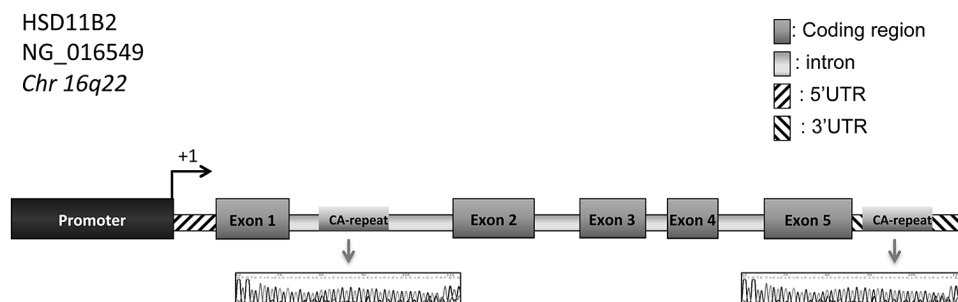 HSD11B2
NG_016549
Chr 16q22
: Coding region
: intron
: 5'UTR
: 3'UTR
+1
Promoter
Exon 1
CA-repeat
Exon 2
Exon 3
Exon 4
Exon 5
CA-repeat